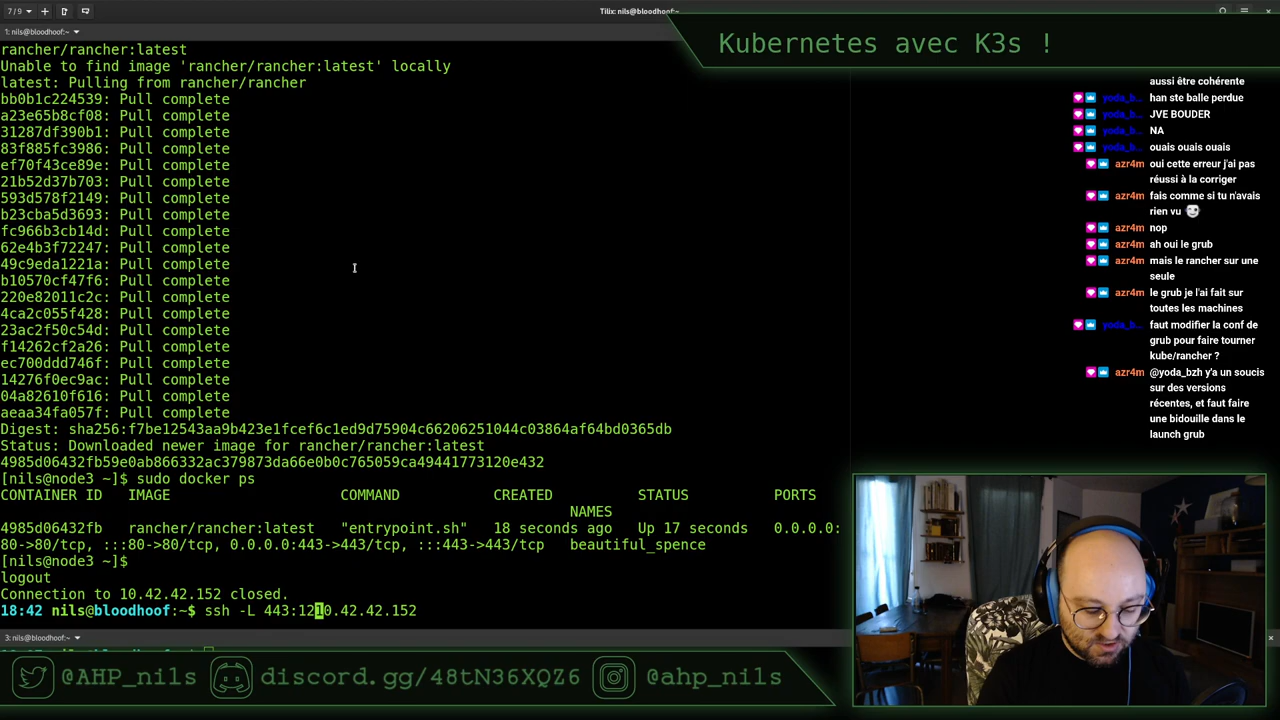 7 / 9
Tilix: nils@bloodhoof:~
1: nils@bloodhoof:~
Kubernetes avec K3s !
rancher/rancher:latest
Unable to find image 'rancher/rancher:latest' locally
latest: Pulling from rancher/rancher
bb0b1c224539: Pull complete
a23e65b8cf08: Pull complete
31287df390b1: Pull complete
83f885fc3986: Pull complete
ef70f43ce89e: Pull complete
21b52d37b703: Pull complete
593d578f2149: Pull complete
b23cba5d3693: Pull complete
fc966b3cb14d: Pull complete
62e4b3f72247: Pull complete
49c9eda1221a: Pull complete
b10570cf47f6: Pull complete
220e82011c2c: Pull complete
4ca2c055f428: Pull complete
23ac2f50c54d: Pull complete
f14262cf2a26: Pull complete
ec700ddd746f: Pull complete
14276f0ec9ac: Pull complete
04a82610f616: Pull complete
aeaa34fa057f: Pull complete
Digest: sha256:f7be12543aa9b423e1fcef6c1ed9d75904c66206251044c03864af64bd0365db
Status: Downloaded newer image for rancher/rancher:latest
4985d06432fb59e0ab866332ac379873da66e0b0c765059ca49441773120e432
[nils@node3 ~]$ sudo docker ps
CONTAINER ID IMAGE COMMAND CREATED STATUS PORTS
NAMES
4985d06432fb rancher/rancher:latest "entrypoint.sh" 18 seconds ago Up 17 seconds 0.0.0.0:
80->80/tcp, :::80->80/tcp, 0.0.0.0:443->443/tcp, :::443->443/tcp beautiful_spence
[nils@node3 ~]$
logout
Connection to 10.42.42.152 closed.
18:42 nils@bloodhoof:~$ ssh -L 443:1210.42.42.152
3: nils@bloodhoof:~
aussi être cohérente
yoda_b... han ste balle perdue
yoda_b... JVE BOUDER
yoda_b... NA
yoda_b... ouais ouais ouais
azr4m oui cette erreur j'ai pas
réussi à la corriger
azr4m fais comme si tu n'avais
rien vu
azr4m nop
azr4m ah oui le grub
azr4m mais le rancher sur une
seule
azr4m le grub je l'ai fait sur
toutes les machines
yoda_b... faut modifier la conf de
grub pour faire tourner
kube/rancher ?
azr4m @yoda_bzh y'a un soucis
sur des versions
récentes, et faut faire
une bidouille dans le
launch grub
@AHP_nils discord.gg/48tN36XQZ6 @ahp_nils